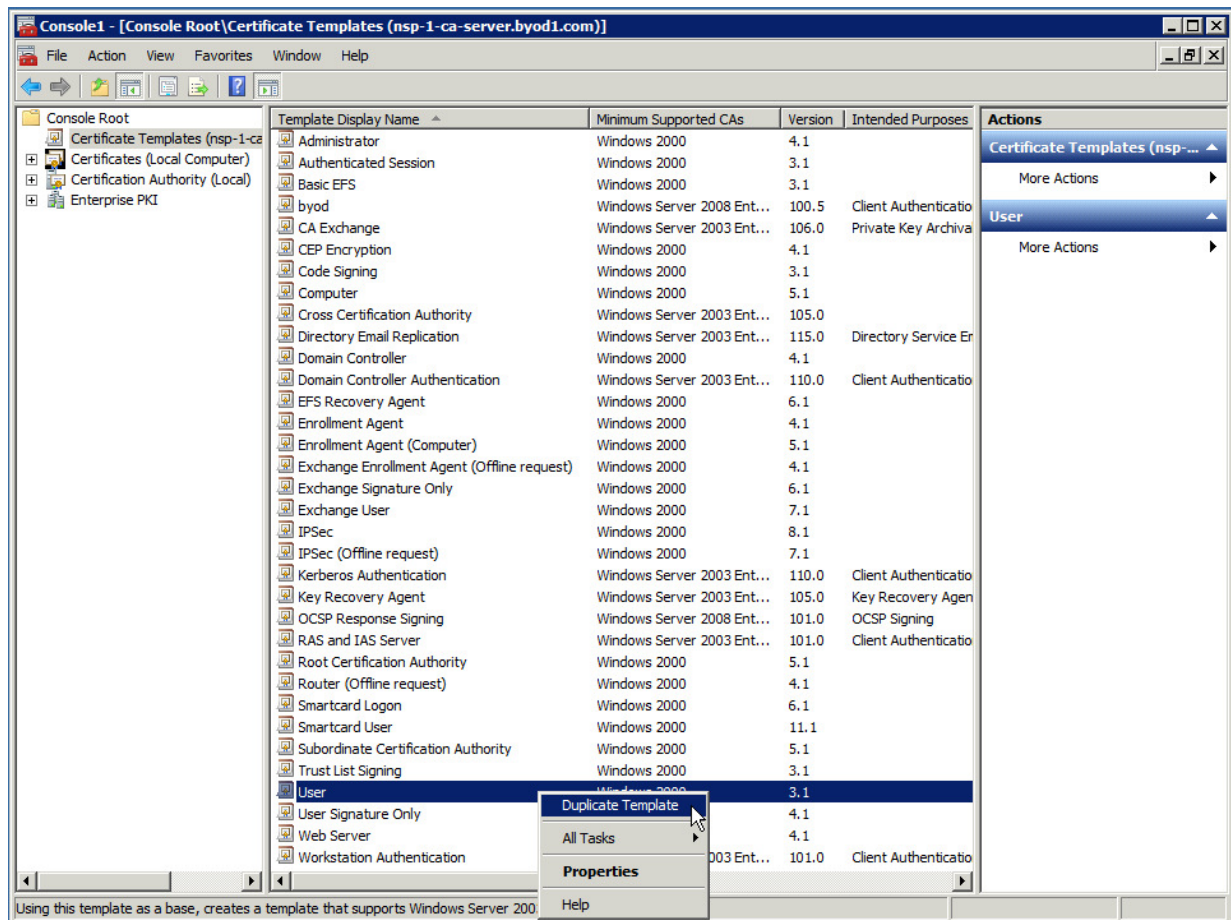 Console1 - [Console Root\Certificate Templates (nsp-1-ca-server.byod1.com)]
File Action View Favorites Window Help
Console Root
Certificate Templates (nsp-1-ca
Certificates (Local Computer)
Certification Authority (Local)
Enterprise PKI
Template Display Name Minimum Supported CAs Version Intended Purposes
Administrator Windows 2000 4.1
Authenticated Session Windows 2000 3.1
Basic EFS Windows 2000 3.1
byod Windows Server 2008 Ent... 100.5 Client Authenticatio
CA Exchange Windows Server 2003 Ent... 106.0 Private Key Archiva
CEP Encryption Windows 2000 4.1
Code Signing Windows 2000 3.1
Computer Windows 2000 5.1
Cross Certification Authority Windows Server 2003 Ent... 105.0
Directory Email Replication Windows Server 2003 Ent... 115.0 Directory Service Em
Domain Controller Windows 2000 4.1
Domain Controller Authentication Windows Server 2003 Ent... 110.0 Client Authenticatio
EFS Recovery Agent Windows 2000 6.1
Enrollment Agent Windows 2000 4.1
Enrollment Agent (Computer) Windows 2000 5.1
Exchange Enrollment Agent (Offline request) Windows 2000 4.1
Exchange Signature Only Windows 2000 6.1
Exchange User Windows 2000 7.1
IPSec Windows 2000 8.1
IPSec (Offline request) Windows 2000 7.1
Kerberos Authentication Windows Server 2003 Ent... 110.0 Client Authenticatio
Key Recovery Agent Windows Server 2003 Ent... 105.0 Key Recovery Agen
OCSP Response Signing Windows Server 2008 Ent... 101.0 OCSP Signing
RAS and IAS Server Windows Server 2003 Ent... 101.0 Client Authenticatio
Root Certification Authority Windows 2000 5.1
Router (Offline request) Windows 2000 4.1
Smartcard Logon Windows 2000 6.1
Smartcard User Windows 2000 11.1
Subordinate Certification Authority Windows 2000 5.1
Trust List Signing Windows 2000 3.1
User 3.1
User Signature Only 4.1
Web Server 4.1
Workstation Authentication 003 Ent... 101.0 Client Authenticatio
Duplicate Template
All Tasks
Properties
Help
Actions
Certificate Templates (nsp-...
More Actions
User
More Actions
Using this template as a base, creates a template that supports Windows Server 200